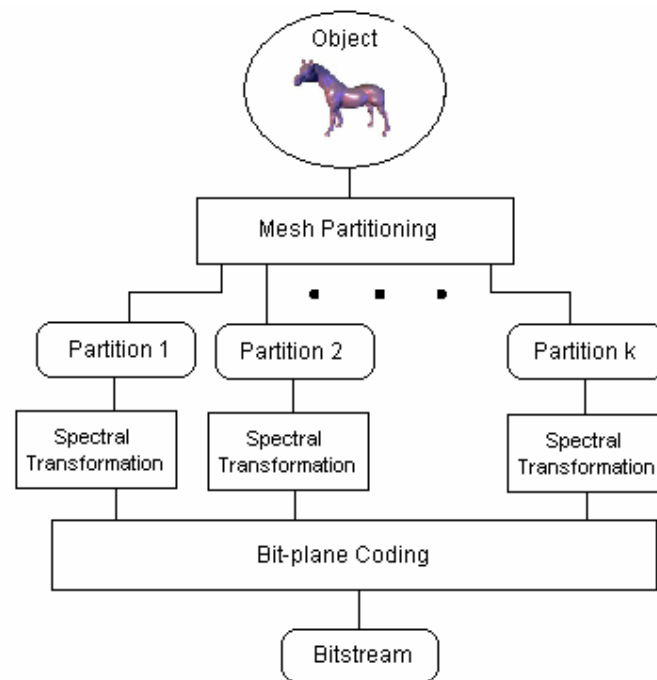 Object
Mesh Partitioning
Partition 1
Partition 2
Partition k
Spectral
Transformation
Spectral
Transformation
Spectral
Transformation
Bit-plane Coding
Bitstream